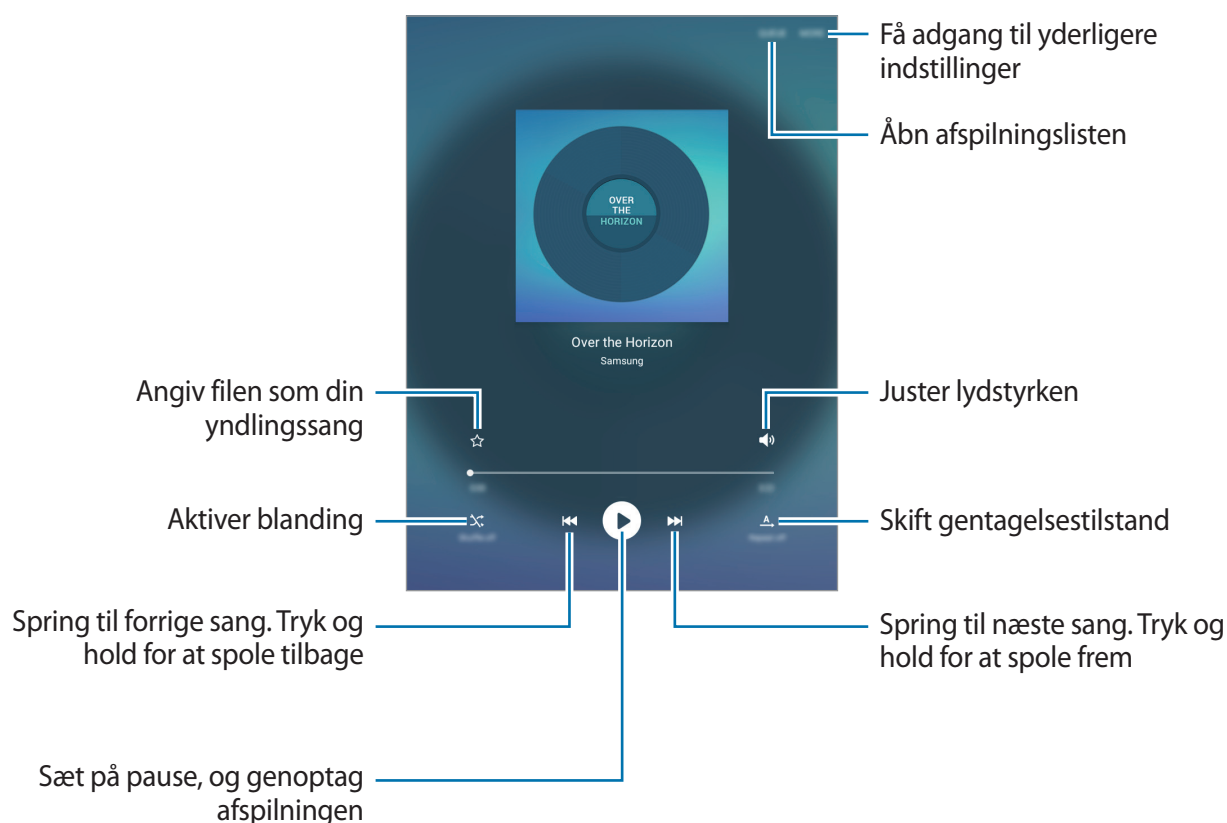 Få adgang til yderligere
indstillinger
Åbn afspilningslisten
OVER
THE
HORIZON
Over the Horizon
Samsung
Angiv filen som din
yndlingssang
Juster lydstyrken
Aktiver blanding
A
Skift gentagelsestilstand
Spring til forrige sang. Tryk og
hold for at spole tilbage
Spring til næste sang. Tryk og
hold for at spole frem
Sæt på pause, og genoptag
afspilningen